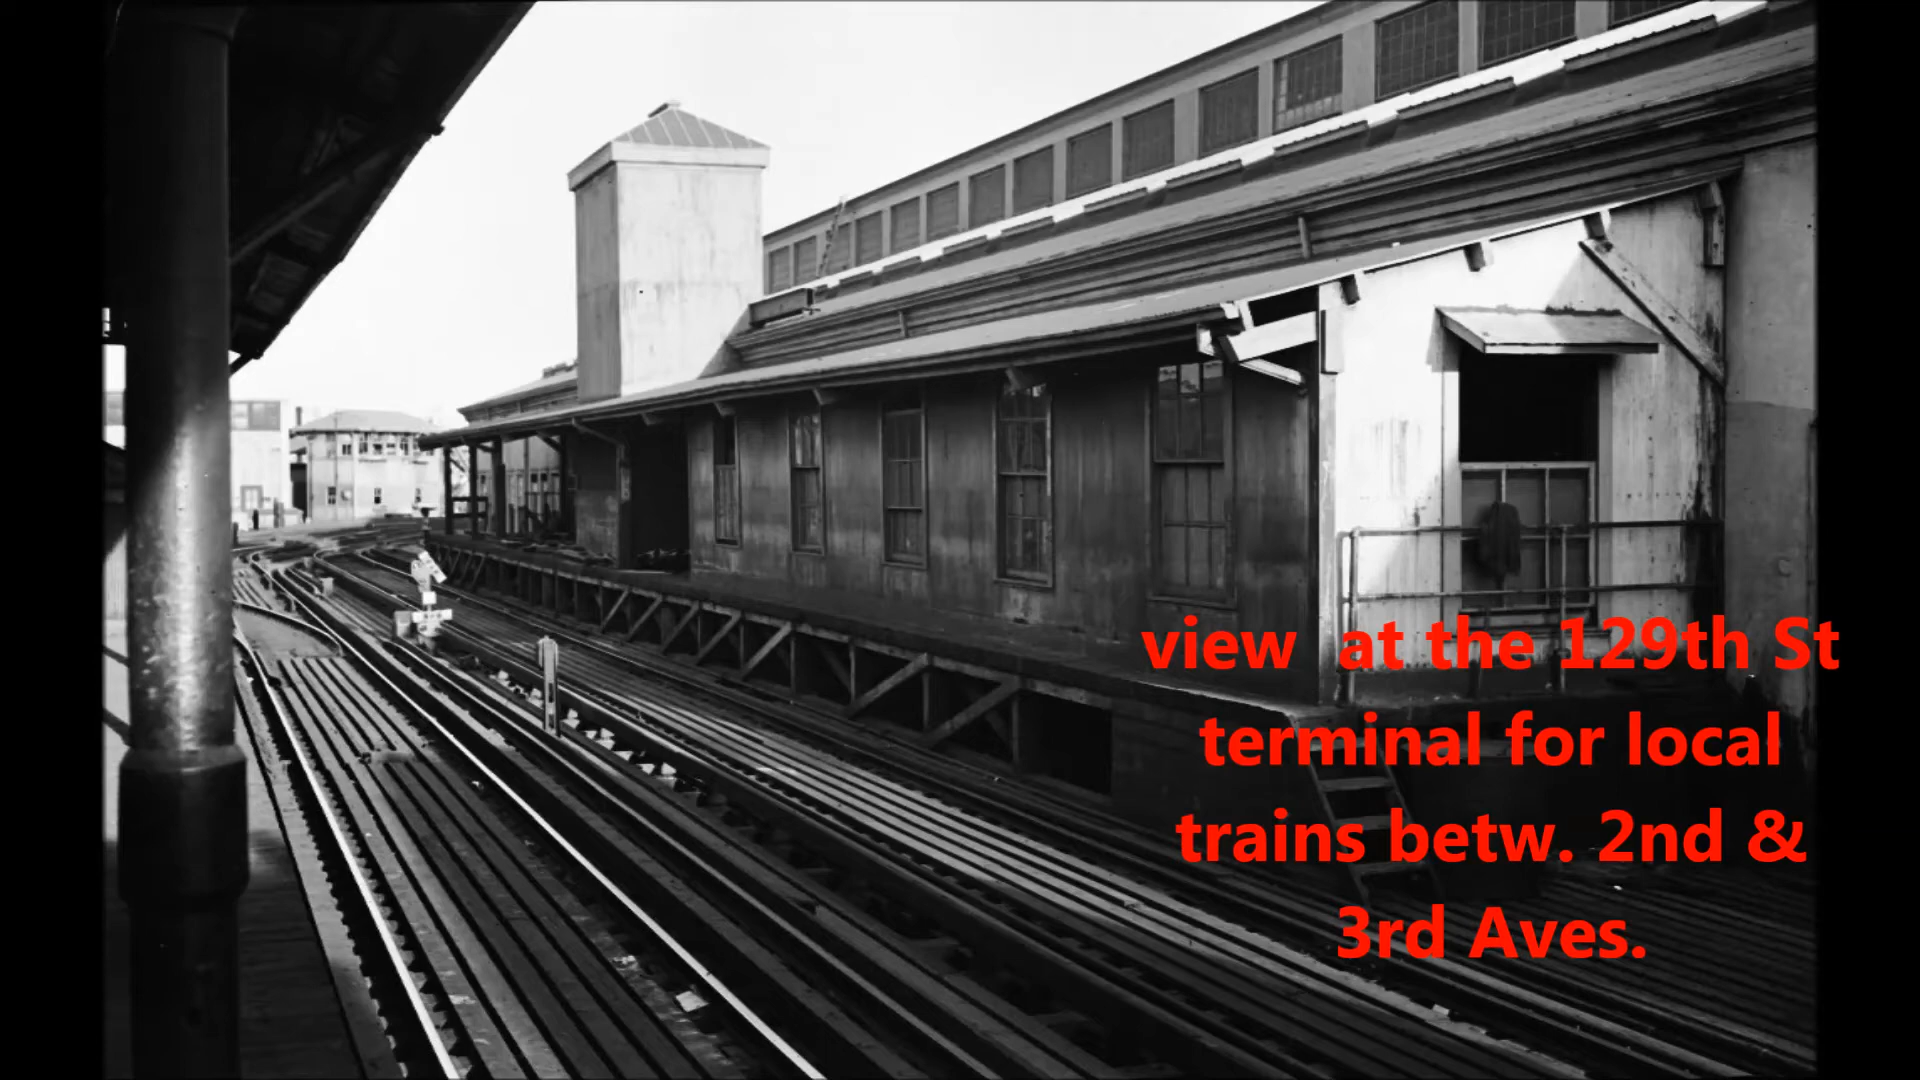 view  at the 129th St
terminal for local
trains betw. 2nd &
3rd Aves.